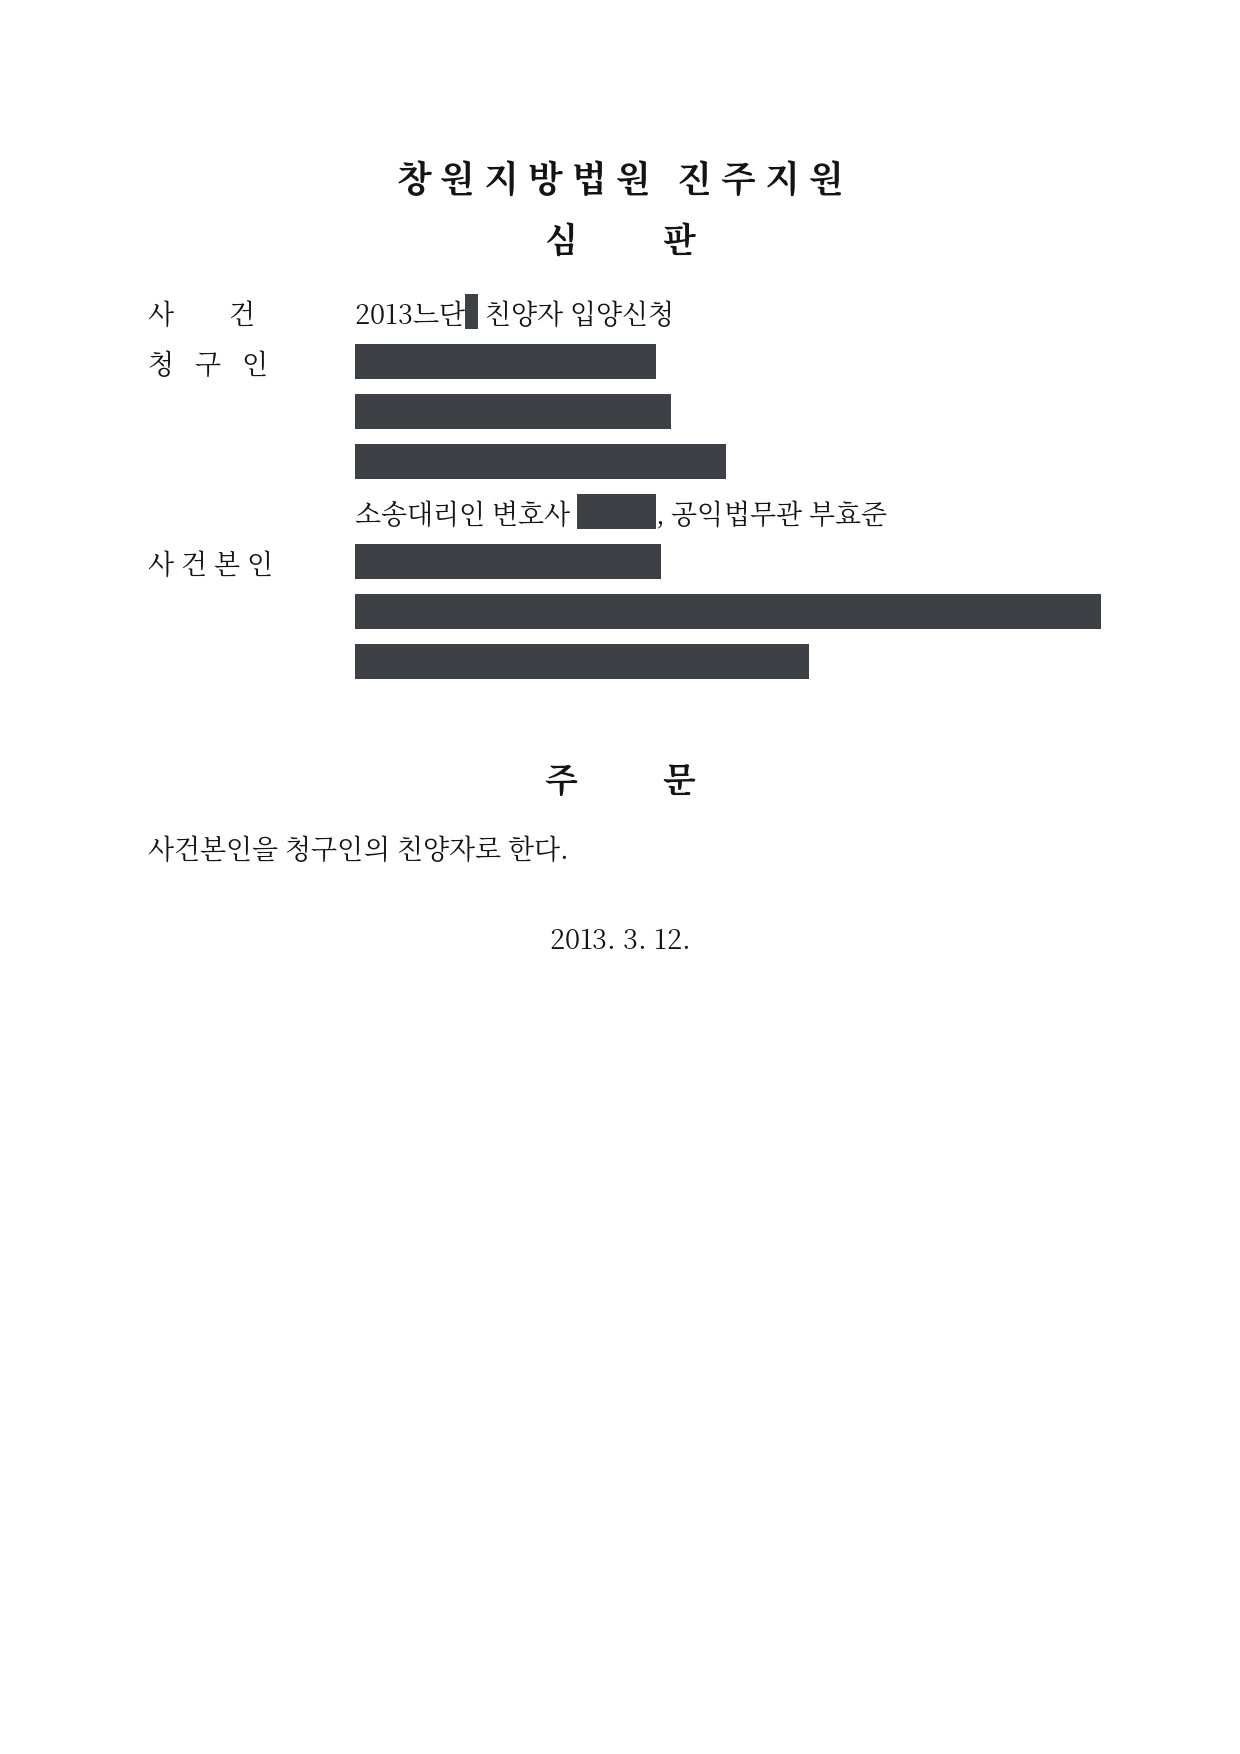 창원지방법원 진주지원
심 판
사 건 2013느단 친양자 입양신청
청 구 인
소송대리인 변호사 , 공익법무관 부효준
사 건 본 인
주 문
사건본인을 청구인의 친양자로 한다.
2013. 3. 12.